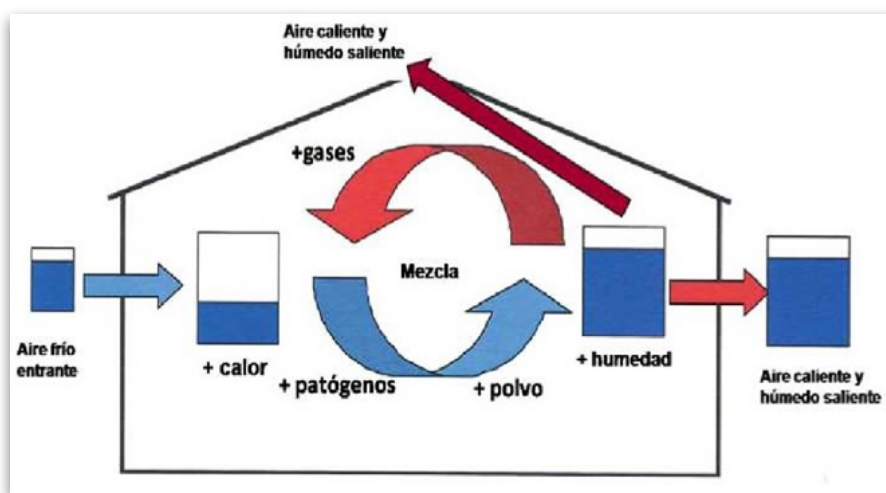 Aire caliente y
húmedo saliente
+gases
Mezcla
Aire frío
entrante
+ calor
+ patógenos
+ polvo
+ humedad
Aire caliente y
húmedo saliente